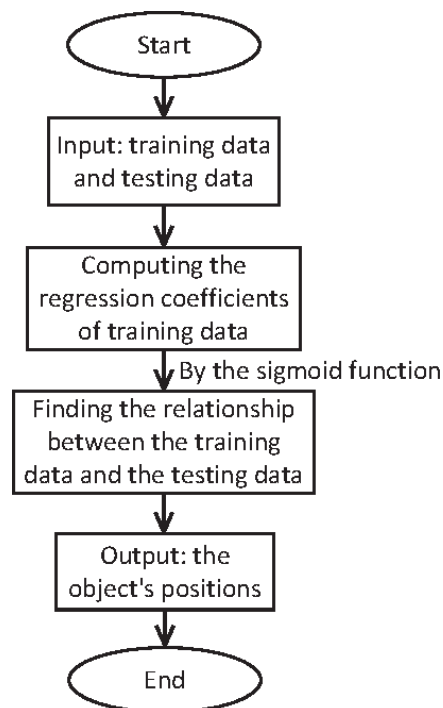 Start
Input: training data
and testing data
Computing the
regression coefficients
of training data
By the sigmoid function
Finding the relationship
between the training
data and the testing data
Output: the
object's positions
End